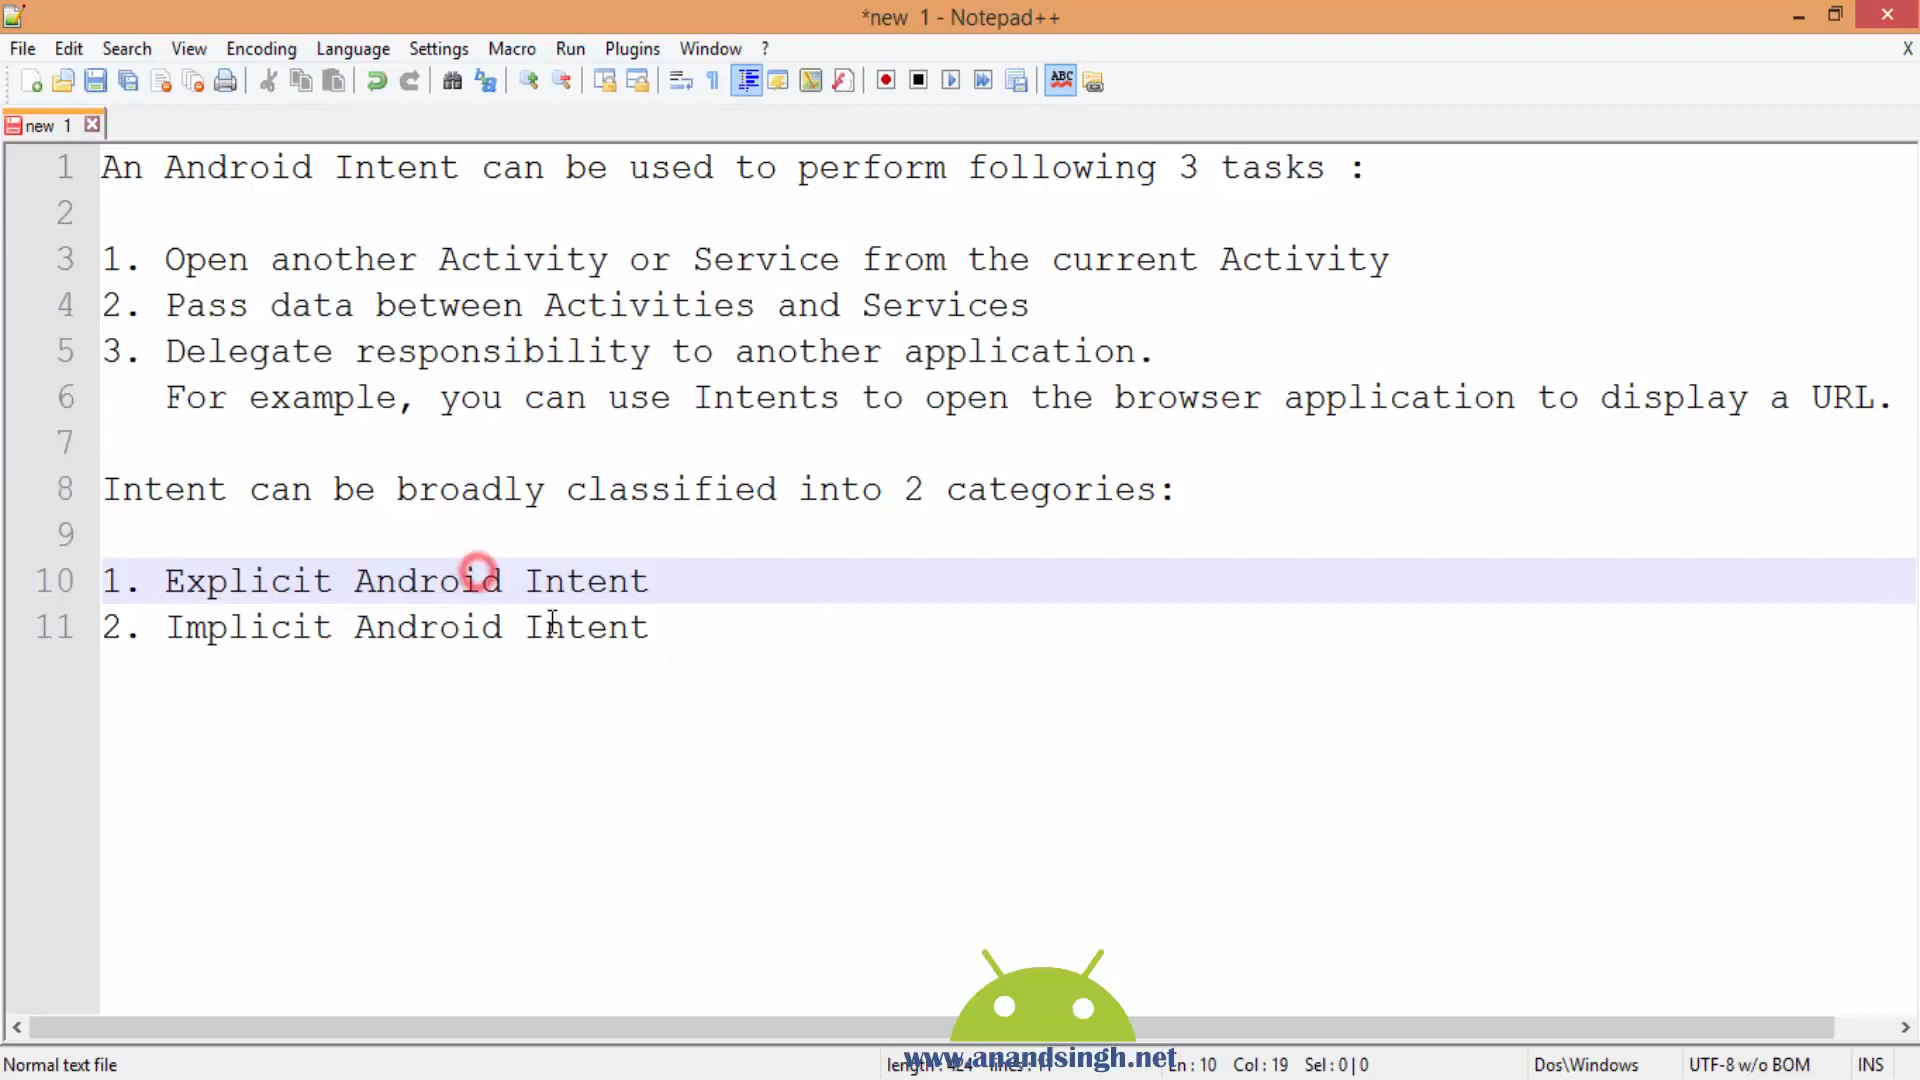 *new 1 - Notepad++
File Edit Search View Encoding Language Settings Macro Run Plugins Window ? X
ABC
new 1
1 An Android Intent can be used to perform following 3 tasks :
2
3 1. Open another Activity or Service from the current Activity
4 2. Pass data between Activities and Services
5 3. Delegate responsibility to another application.
6 For example, you can use Intents to open the browser application to display a URL.
7
8 Intent can be broadly classified into 2 categories:
9
10 1. Explicit Android Intent
11 2. Implicit Android Intent
Normal text file Ln : 10 Col : 19 Sel : 0 | 0 Dos\Windows UTF-8 w/o BOM INS
www.anandsingh.net